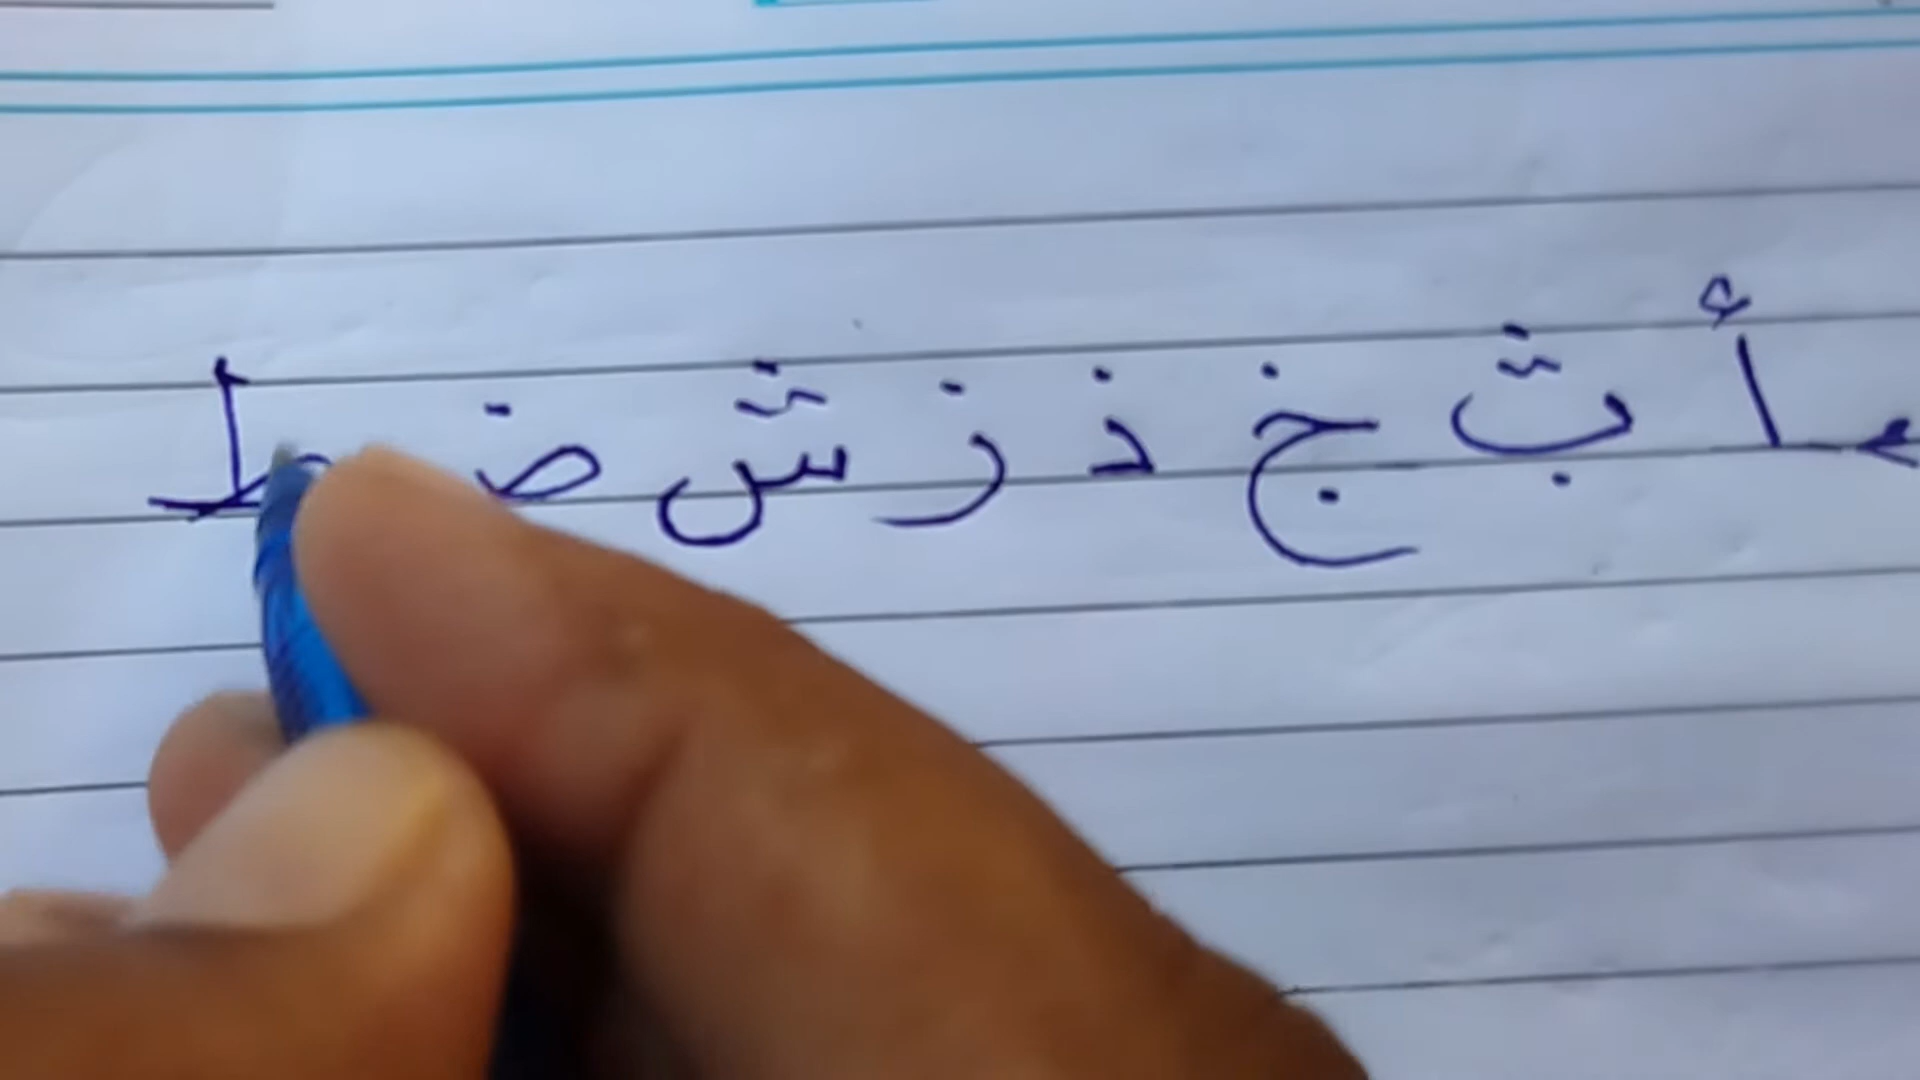 أ ث خ ذ ز ش ض ط